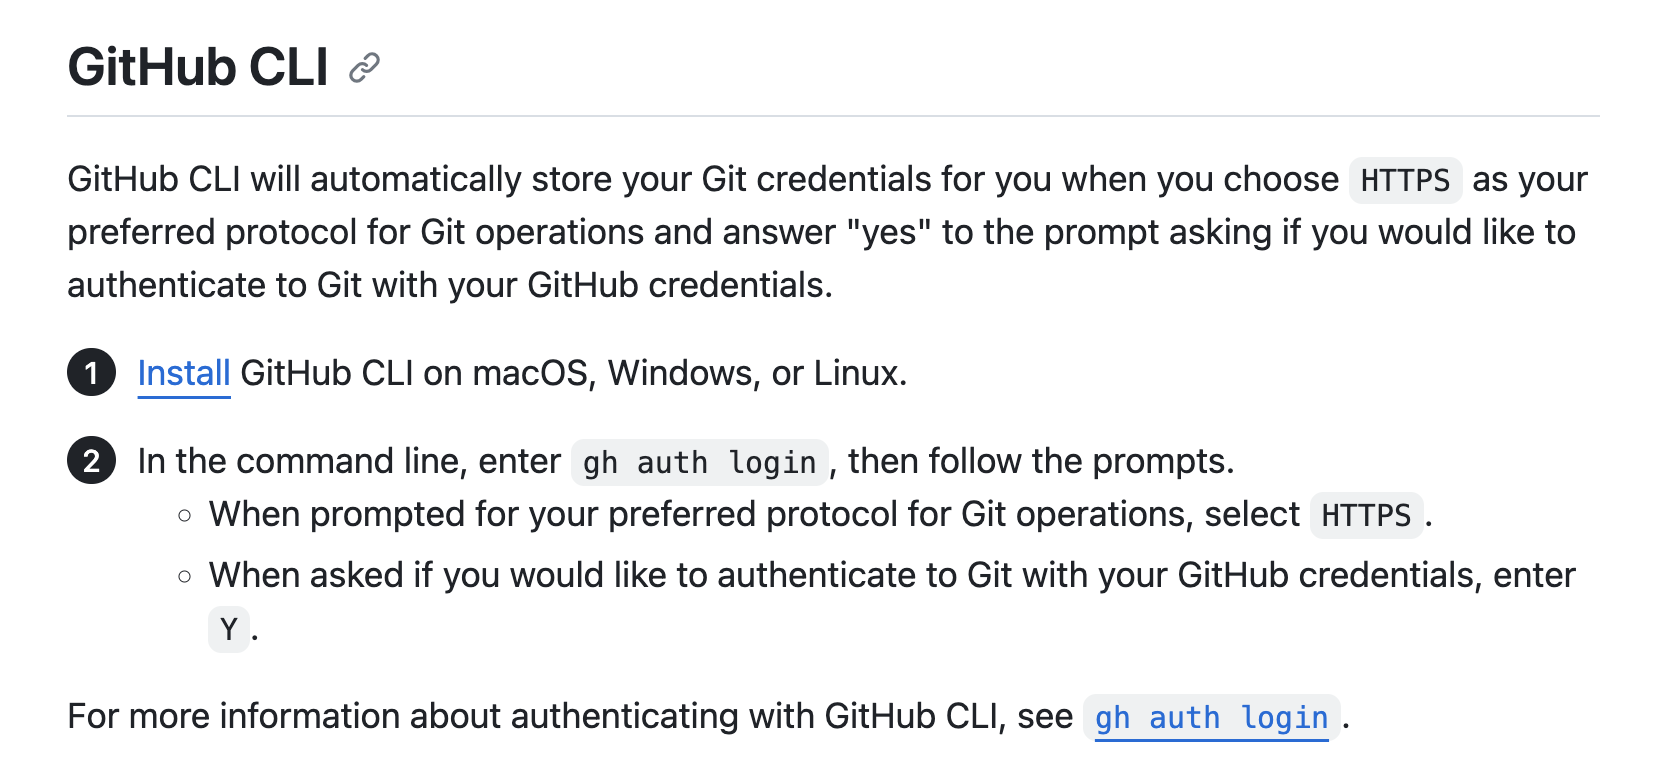 GitHub CLI
GitHub CLI will automatically store your Git credentials for you when you choose HTTPS as your
preferred protocol for Git operations and answer "yes" to the prompt asking if you would like to
authenticate to Git with your GitHub credentials.
1 Install GitHub CLI on macOS, Windows, or Linux.
2 In the command line, enter gh auth login, then follow the prompts.
When prompted for your preferred protocol for Git operations, select HTTPS.
When asked if you would like to authenticate to Git with your GitHub credentials, enter
Y.
For more information about authenticating with GitHub CLI, see gh auth login.